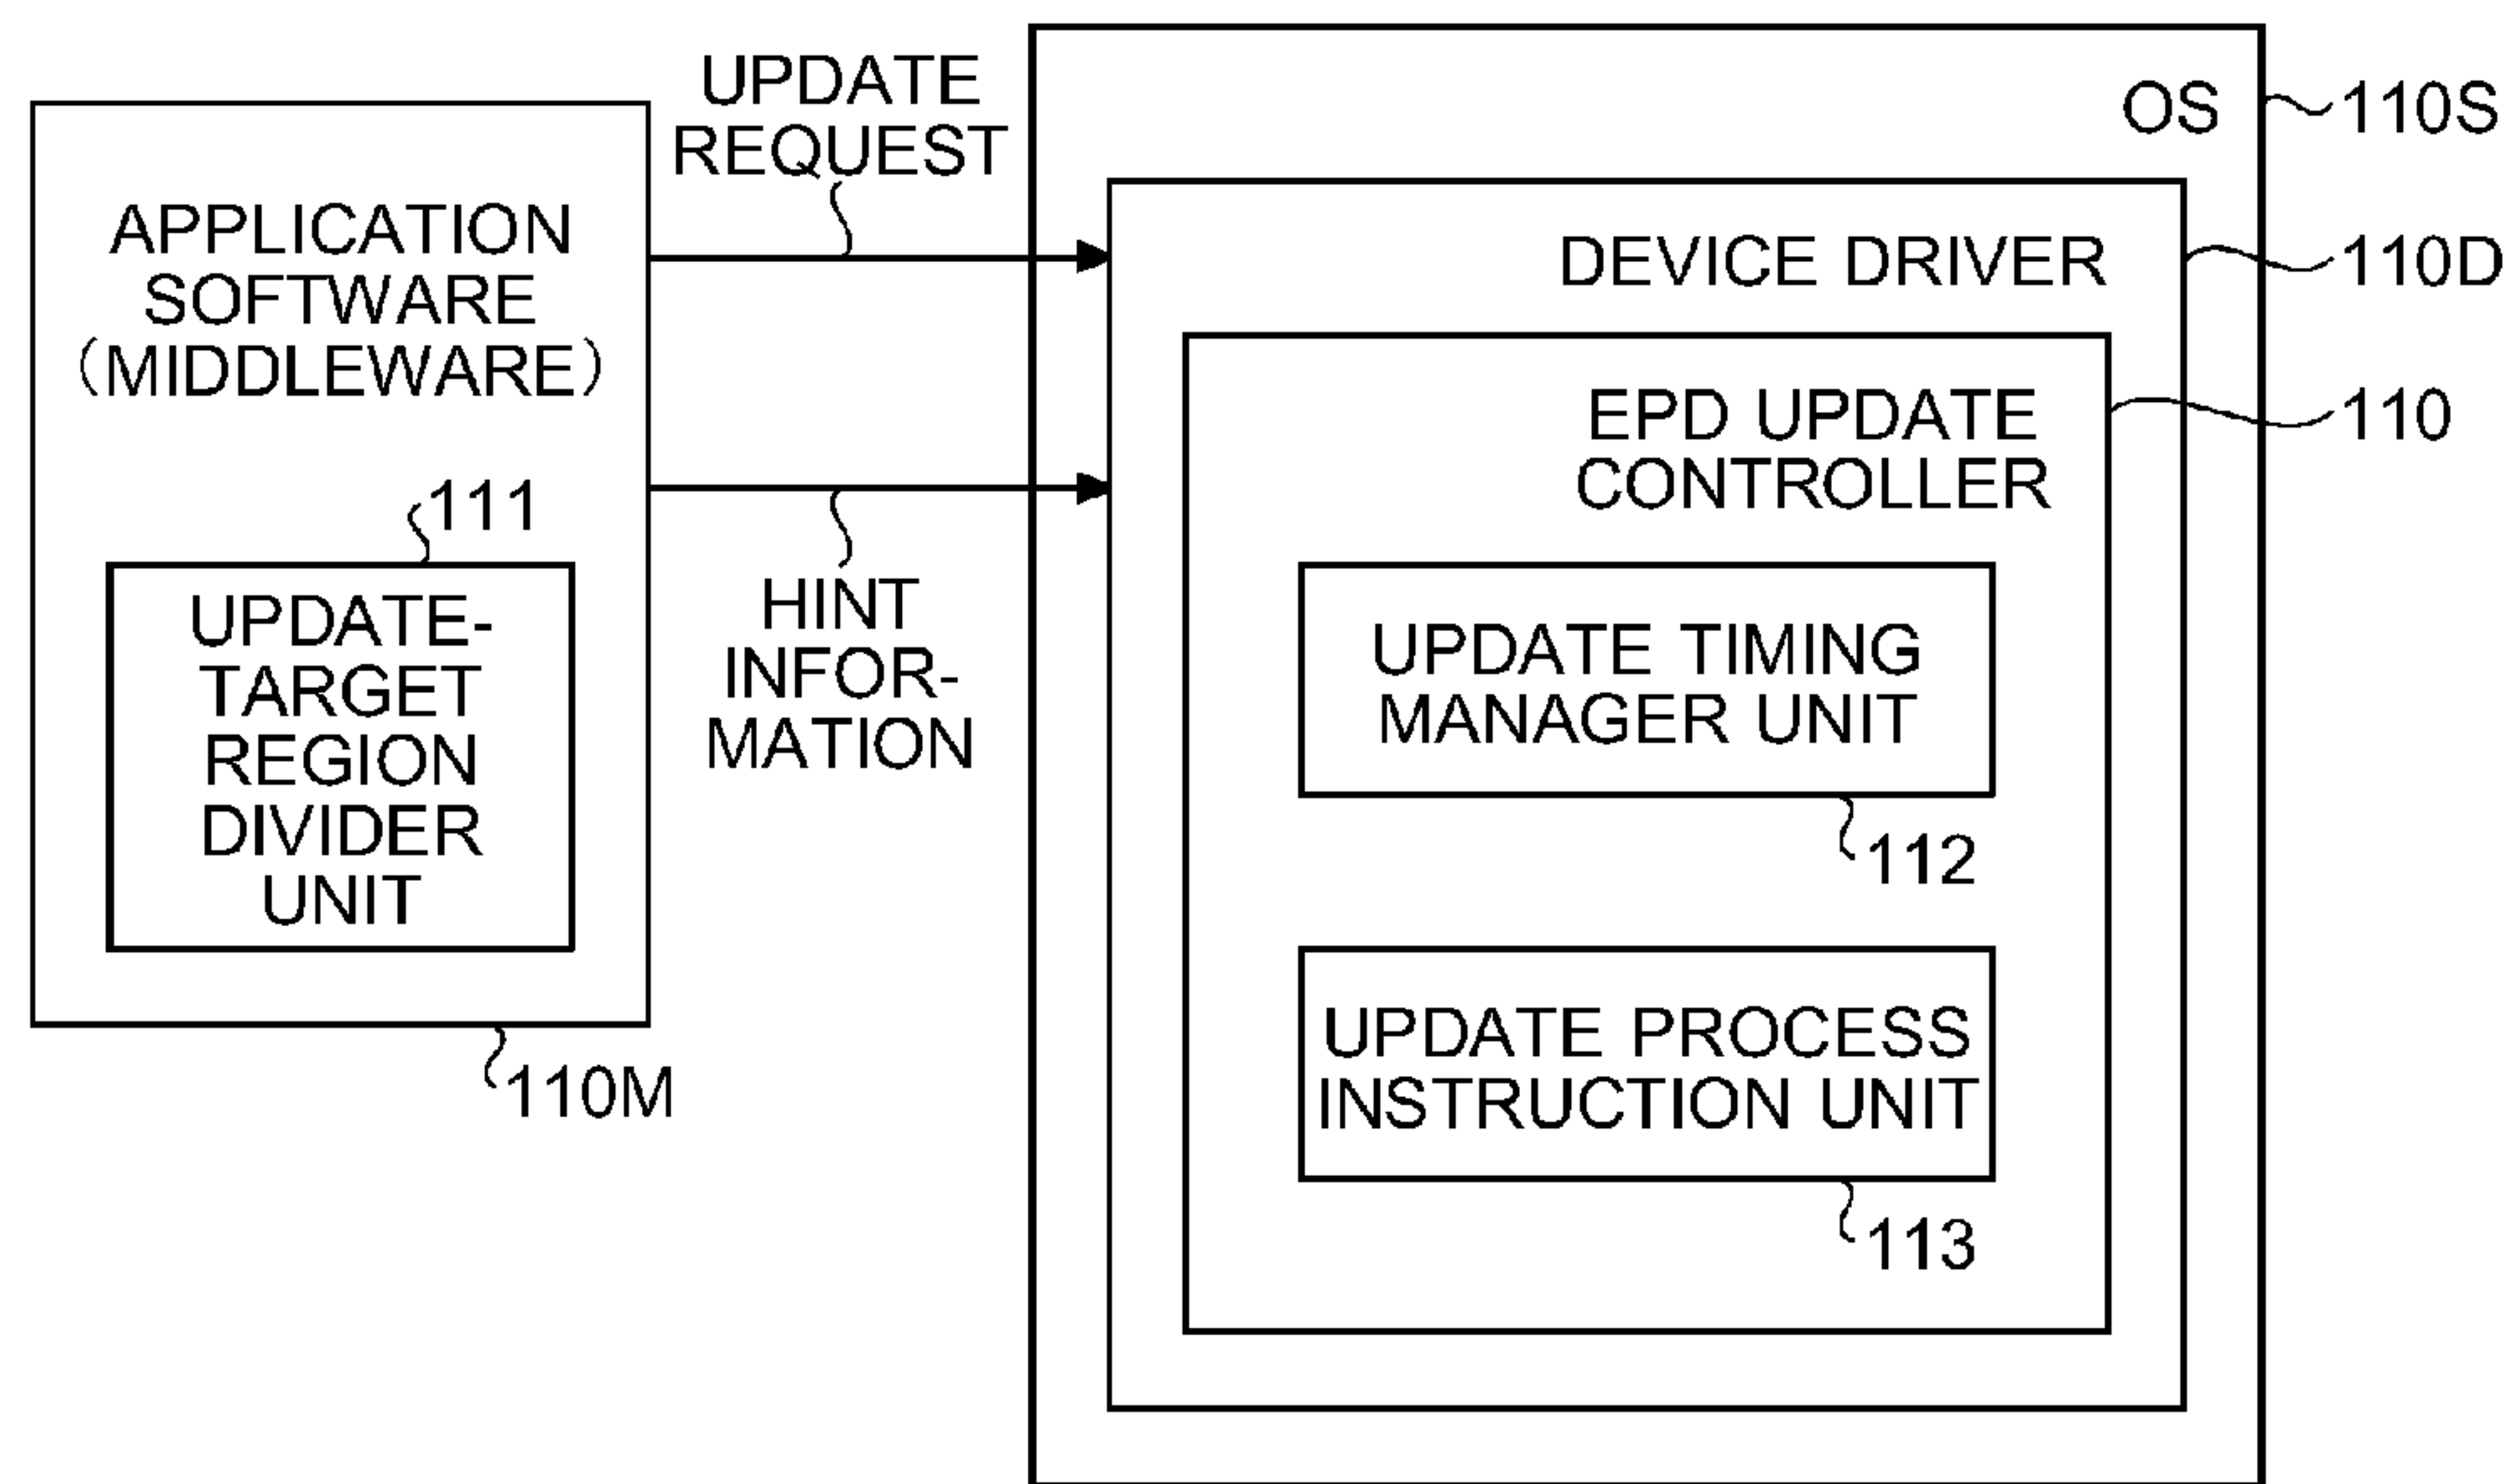 UPDATE
REQUEST
OS
110S
APPLICATION
SOFTWARE
(MIDDLEWARE)
DEVICE DRIVER
110D
EPD UPDATE
CONTROLLER
110
111
UPDATE-
TARGET
REGION
DIVIDER
UNIT
HINT
INFOR-
MATION
UPDATE TIMING
MANAGER UNIT
112
UPDATE PROCESS
INSTRUCTION UNIT
113
110M